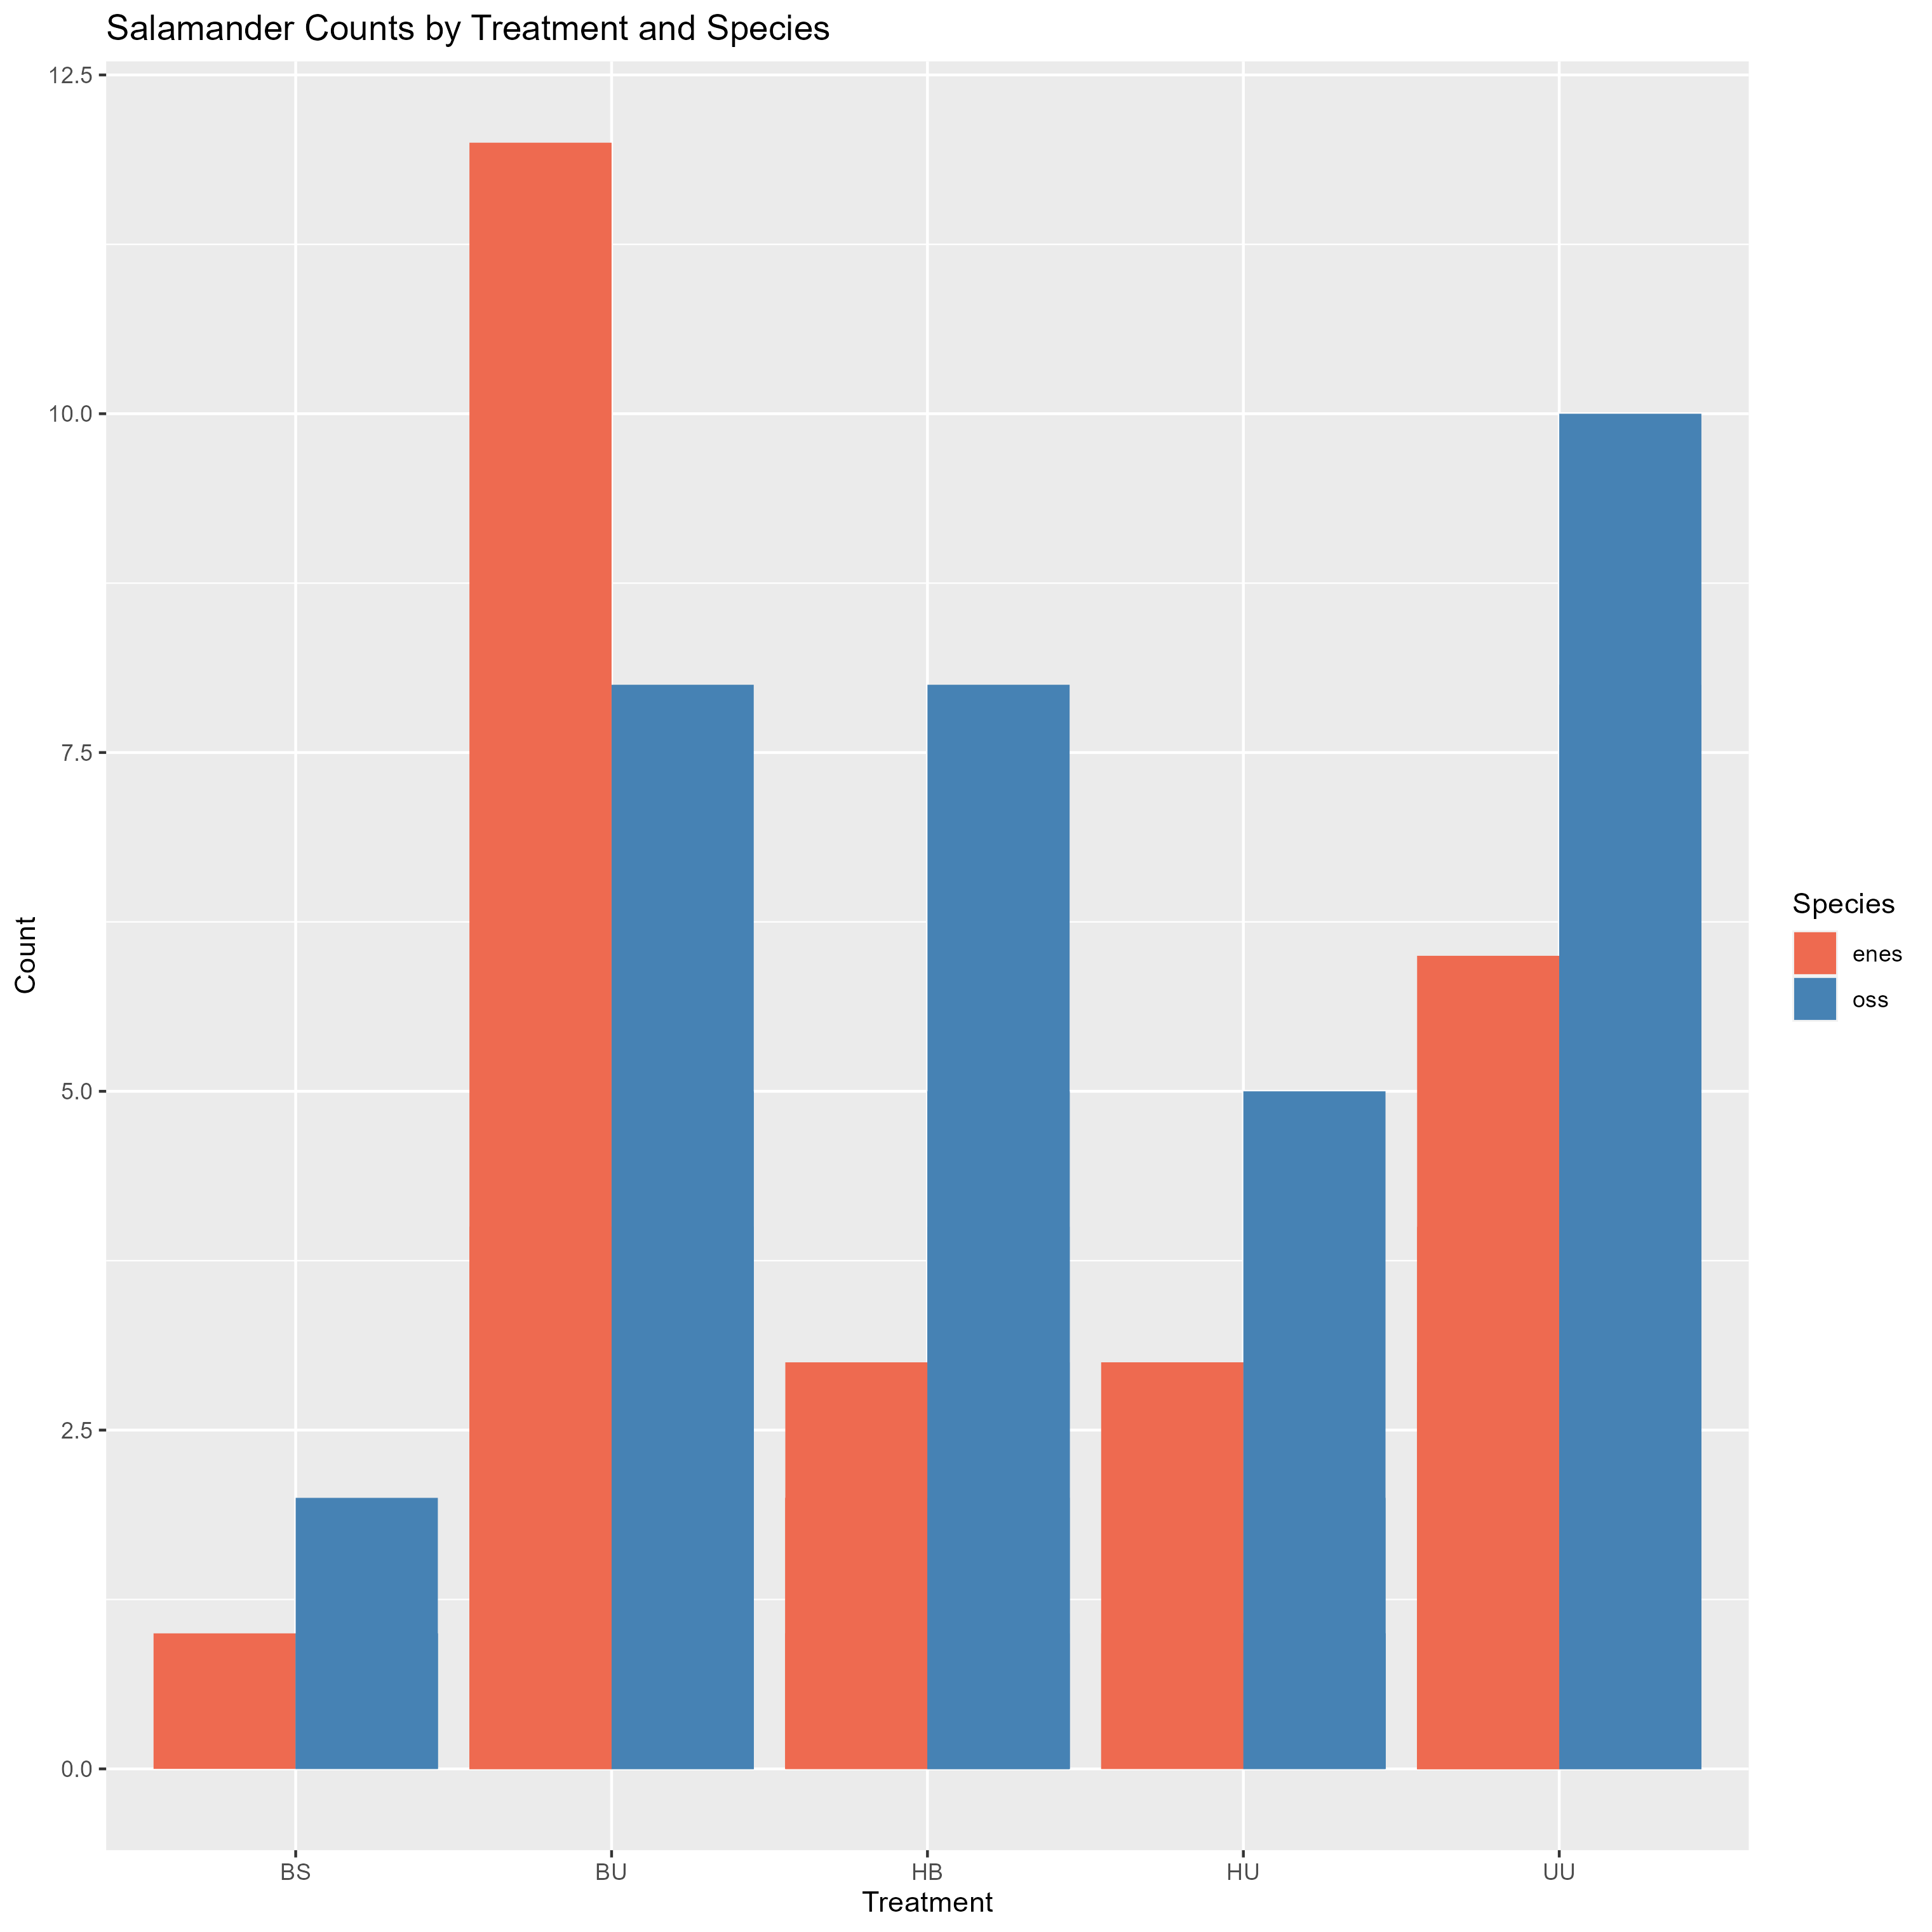 Salamander Counts by Treatment and Species
12.5
10.0
7.5
5.0
2.5
0.0
Count
BS BU HB HU UU
Treatment
Species
enes
oss